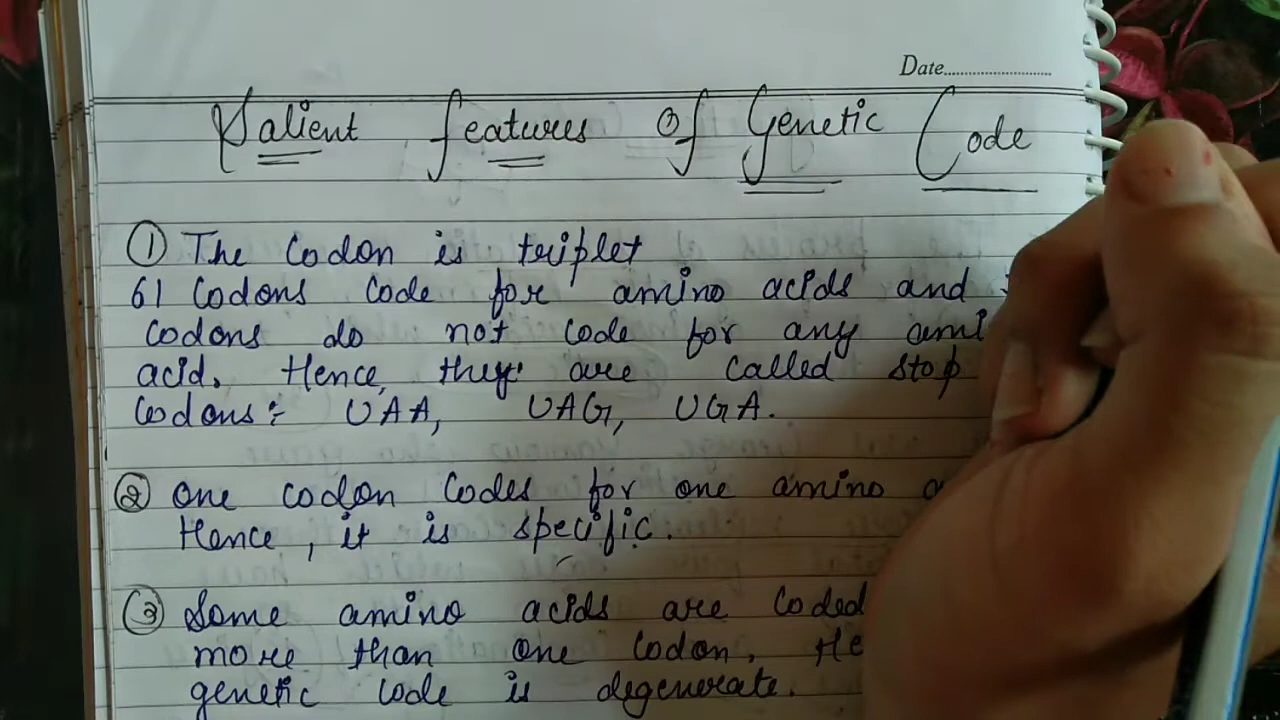 Date
Salient Features Of Genetic Code
① The Codon is triplet
61 Codons Code for amino acids and
codons do not code for any
acid. Hence, they are called stop
Codons:- UAA, UAG, UGA.
② One codon Codes for one amino
Hence, it is specific.
③ Some amino acids are Coded
more than one Codon.
genetic code is degenerate.